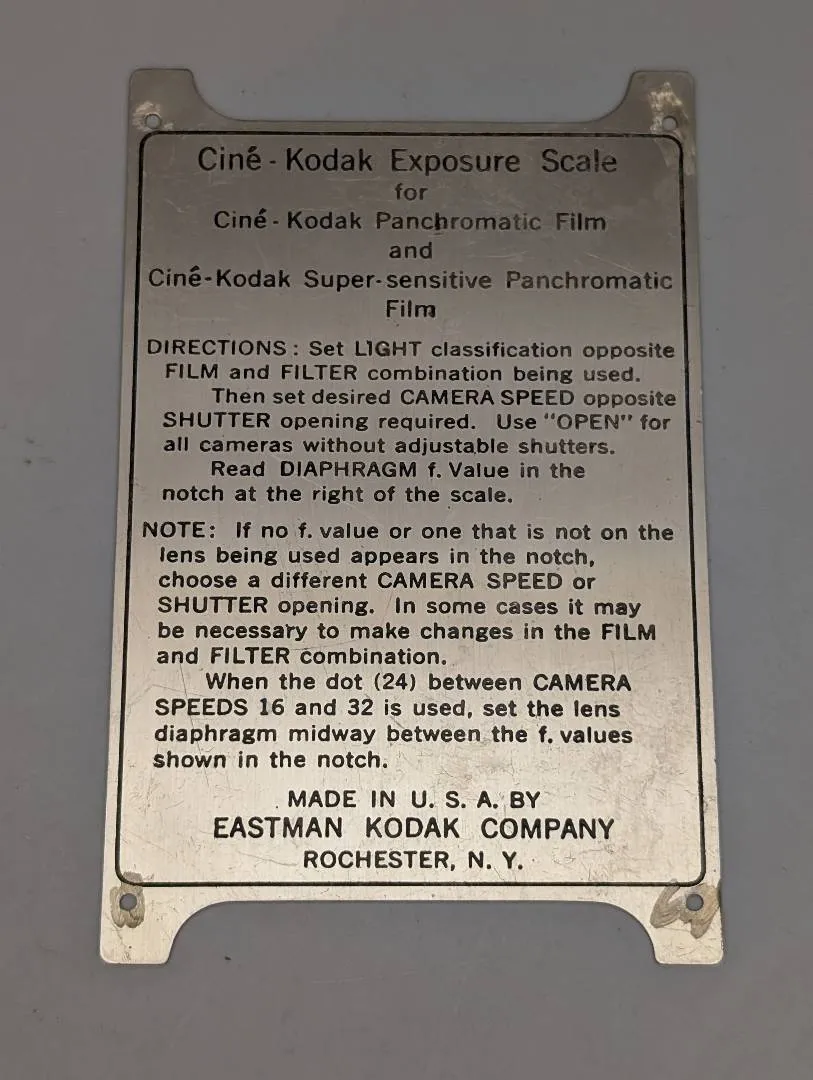 Ciné-Kodak Exposure Scale
for
Ciné-Kodak Panchromatic Film
and
Ciné-Kodak Super-sensitive Panchromatic
Film
DIRECTIONS: Set LIGHT classification opposite
FILM and FILTER combination being used.
Then set desired CAMERA SPEED opposite
SHUTTER opening required. Use "OPEN" for
all cameras without adjustable shutters.
Read DIAPHRAGM f. Value in the
notch at the right of the scale.
NOTE: If no f. value or one that is not on the
lens being used appears in the notch,
choose a different CAMERA SPEED or
SHUTTER opening. In some cases it may
be necessary to make changes in the FILM
and FILTER combination.
When the dot (24) between CAMERA
SPEEDS 16 and 32 is used, set the lens
diaphragm midway between the f. values
shown in the notch.
MADE IN U. S. A. BY
EASTMAN KODAK COMPANY
ROCHESTER, N. Y.